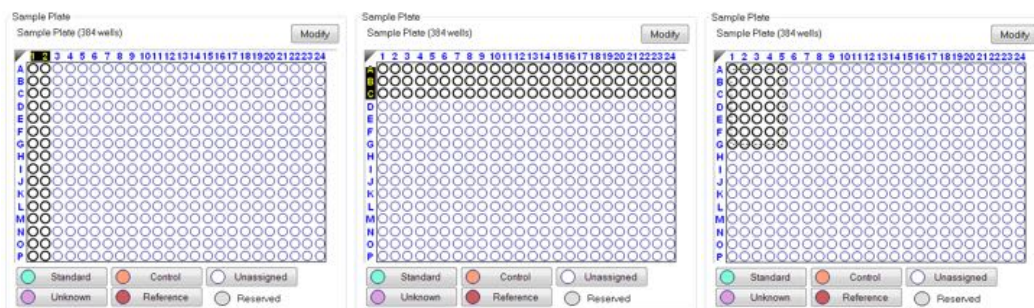 Sample Plate
Sample Plate (384 wells)
Modify
1 2 3 4 5 6 7 8 9 10 11 12 13 14 15 16 17 18 19 20 21 22 23 24
A
B
C
D
E
F
G
H
I
J
K
L
M
N
O
P
Standard
Control
Unassigned
Unknown
Reference
Reserved
Sample Plate
Sample Plate (384 wells)
Modify
1 2 3 4 5 6 7 8 9 10 11 12 13 14 15 16 17 18 19 20 21 22 23 24
A
B
C
D
E
F
G
H
I
J
K
L
M
N
O
P
Standard
Control
Unassigned
Unknown
Reference
Reserved
Sample Plate
Sample Plate (384 wells)
Modify
1 2 3 4 5 6 7 8 9 10 11 12 13 14 15 16 17 18 19 20 21 22 23 24
A
B
C
D
E
F
G
H
I
J
K
L
M
N
O
P
Standard
Control
Unassigned
Unknown
Reference
Reserved